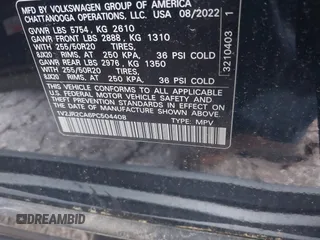 MFD BY VOLKSWAGEN GROUP OF AMERICA
CHATTANOOGA OPERATIONS, LLC. USA 08/2022
GVWR LBS 5754, KG 2610
GAWR FRONT LBS 2888, KG 1310
255/50R20 TIRES,
8JX20 RIMS, AT 250 KPA, 36 PSI COLD
GAWR REAR LBS 2976, KG 1350
255/50R20 TIRES,
8JX20 RIMS, AT 250 KPA, 36 PSI COLD
THIS VEHICLE CONFORMS TO ALL
APPLICABLE FEDERAL MOTOR VEHICLE
SAFETY AND THEFT PREVENTION
STANDARDS IN EFFECT ON THE DATE OF
MANUFACTURE SHOWN ABOVE.
1V2JR2CA6PC504408
TYPE: MPV
3210403 1
DREAMBID